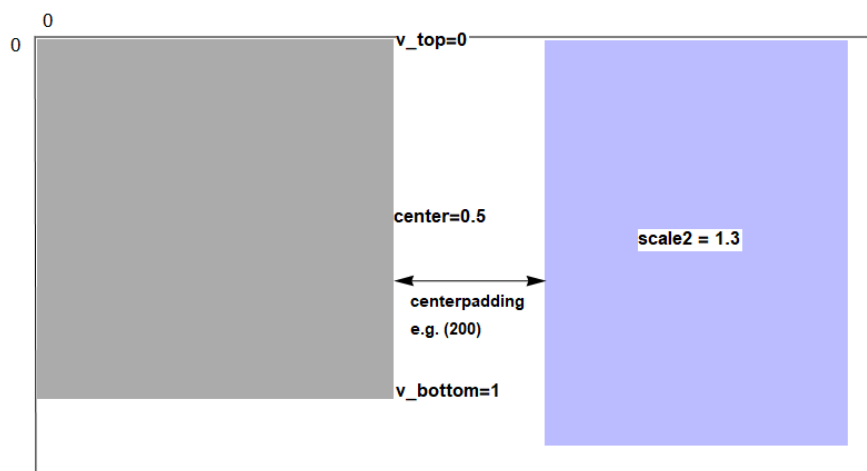 0
0
v_top=0
center=0.5
scale2 = 1.3
centerpadding
e.g. (200)
v_bottom=1